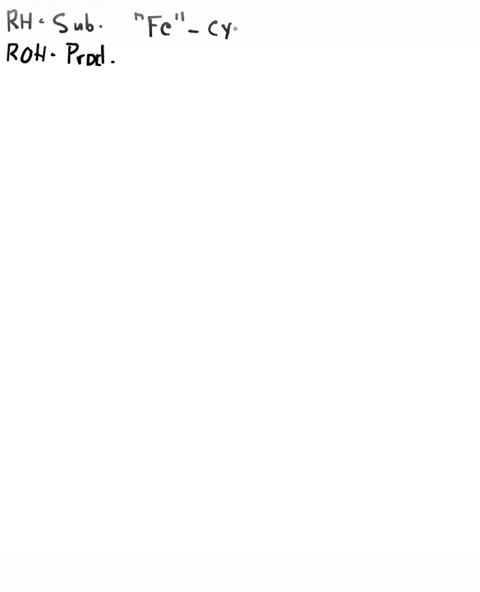 RH - Sub. "Fe" - Cy.
ROH - Prod.